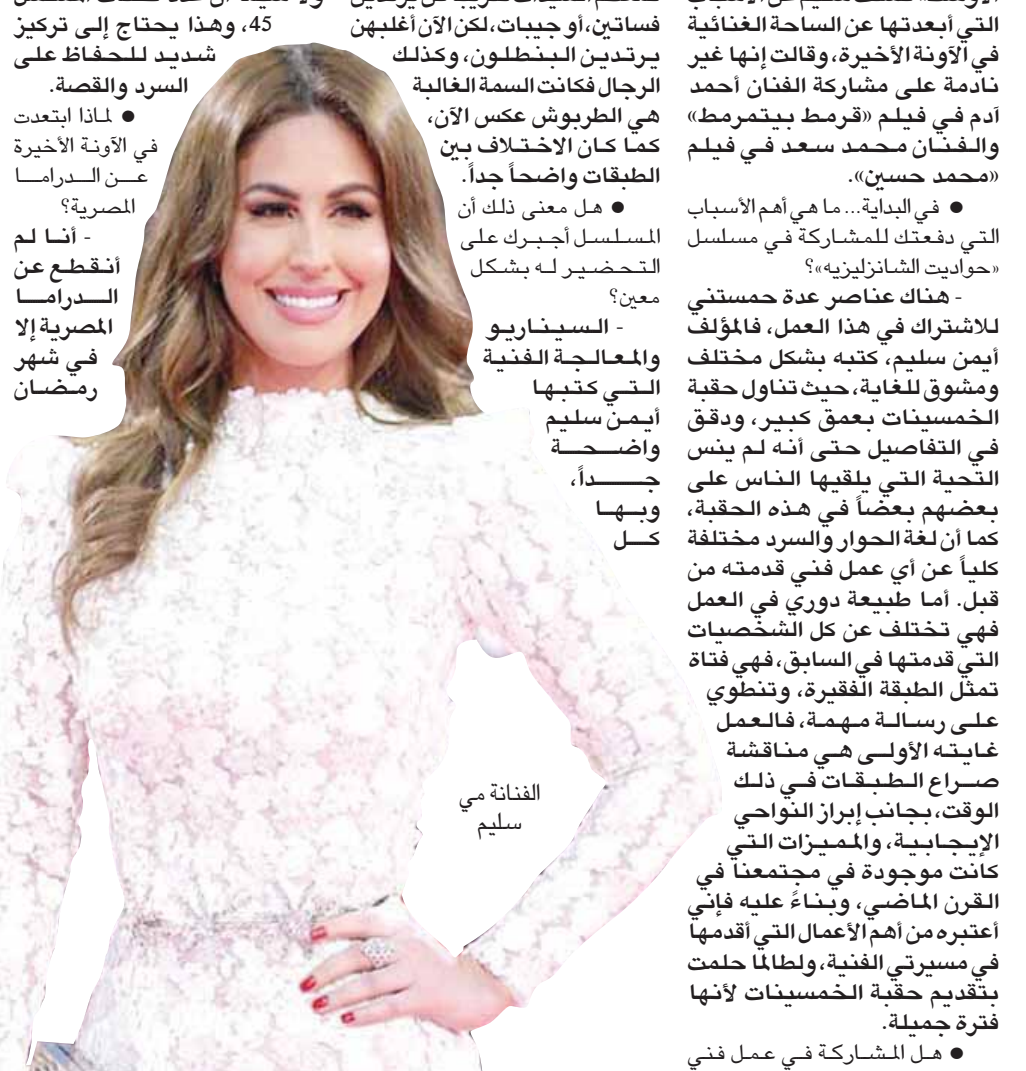 التي أبعدتها عن الساحة الغنائية
في الآونة الأخيرة، وقالت إنها غير
نادمة على مشاركة الفنان أحمد
آدم في فيلم «قرمط بيتمرمط»
والفنان محمد سعد في فيلم
«محمد حسين».
● في البداية... ما هي أهم الأسباب
التي دفعتك للمشاركة في مسلسل
«حواديت الشانزليزيه»؟
- هناك عناصر عدة حمستني
للاشتراك في هذا العمل، فالمؤلف
أيمن سليم، كتبه بشكل مختلف
ومشوق للغاية، حيث تناول حقبة
الخمسينات بعمق كبير، ودقق
في التفاصيل حتى أنه لم ينس
التحية التي يلقيها الناس على
بعضهم بعضاً في هذه الحقبة،
كما أن لغة الحوار والسرد مختلفة
كلياً عن أي عمل فني قدمته من
قبل. أما طبيعة دوري في العمل
فهي تختلف عن كل الشخصيات
التي قدمتها في السابق، فهي فتاة
تمثل الطبقة الفقيرة، وتنطوي
على رسالة مهمة، فالعمل
غايته الأولى هي مناقشة
صراع الطبقات في ذلك
الوقت، بجانب إبراز النواحي
الإيجابية، والمميزات التي
كانت موجودة في مجتمعنا في
القرن الماضي، وبناءً عليه فإني
أعتبره من أهم الأعمال التي أقدمها
في مسيرتي الفنية، ولطالما حلمت
بتقديم حقبة الخمسينات لأنها
فترة جميلة.
● هل المشاركة في عمل فني
فساتين، أو جيبات، لكن الآن أغلبهن
يرتدين البنطلون، وكذلك
الرجال فكانت السمة الغالبة
هي الطربوش عكس الآن،
كما كان الاختلاف بين
الطبقات واضحاً جداً.
● هل معنى ذلك أن
المسلسل أجبرك على
التحضير له بشكل
معين؟
- السيناريو
والمعالجة الفنية
التي كتبها
أيمن سليم
واضحة
جداً،
وبها
كل
45، وهذا يحتاج إلى تركيز
شديد للحفاظ على
السرد والقصة.
● لماذا ابتعدت
في الآونة الأخيرة
عن الدراما
المصرية؟
- أنا لم
أنقطع عن
الدراما
المصرية إلا
في شهر
رمضان
الفنانة مي
سليم